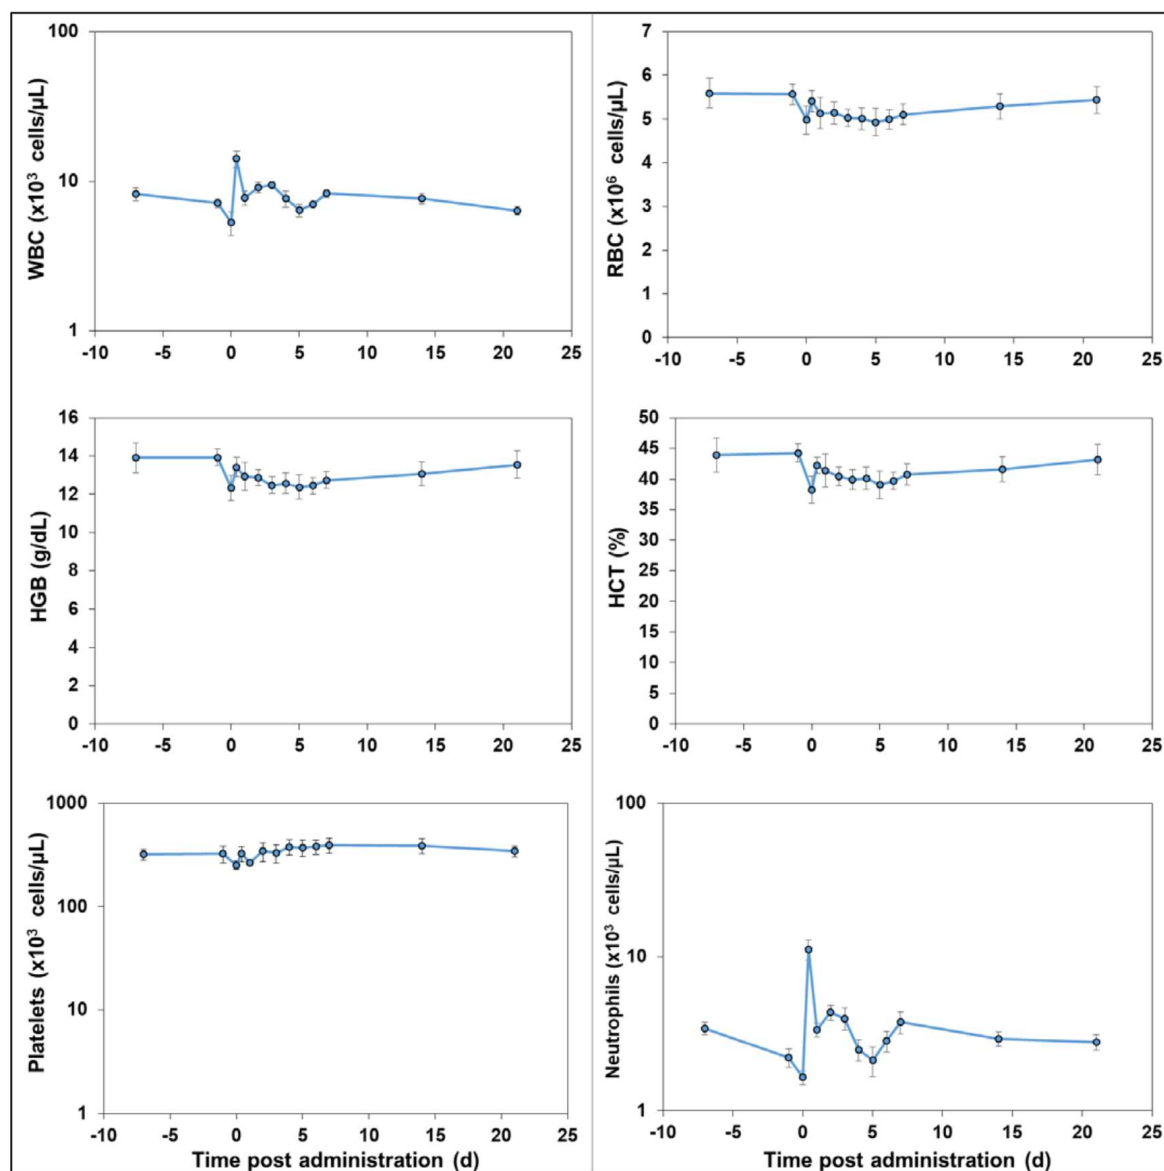 100
10
1
WBC (x10³ cells/µL)
-10 -5 0 5 10 15 20 25
7
6
5
4
3
2
1
0
RBC (x10⁶ cells/µL)
-10 -5 0 5 10 15 20 25
16
14
12
10
8
6
4
2
0
HGB (g/dL)
-10 -5 0 5 10 15 20 25
50
45
40
35
30
25
20
15
10
5
0
HCT (%)
-10 -5 0 5 10 15 20 25
1000
100
10
1
Platelets (x10³ cells/µL)
-10 -5 0 5 10 15 20 25
Time post administration (d)
100
10
1
Neutrophils (x10³ cells/µL)
-10 -5 0 5 10 15 20 25
Time post administration (d)